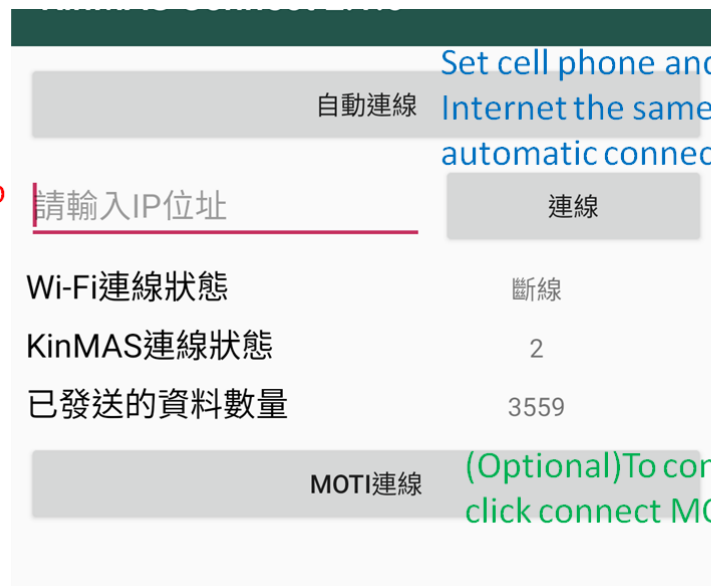 自動連線
Set cell phone and
Internet the same
automatic connec
請輸入IP位址
連線
Wi-Fi連線狀態
斷線
KinMAS連線狀態
2
已發送的資料數量
3559
MOTI連線
(Optional)To con
click connect MO